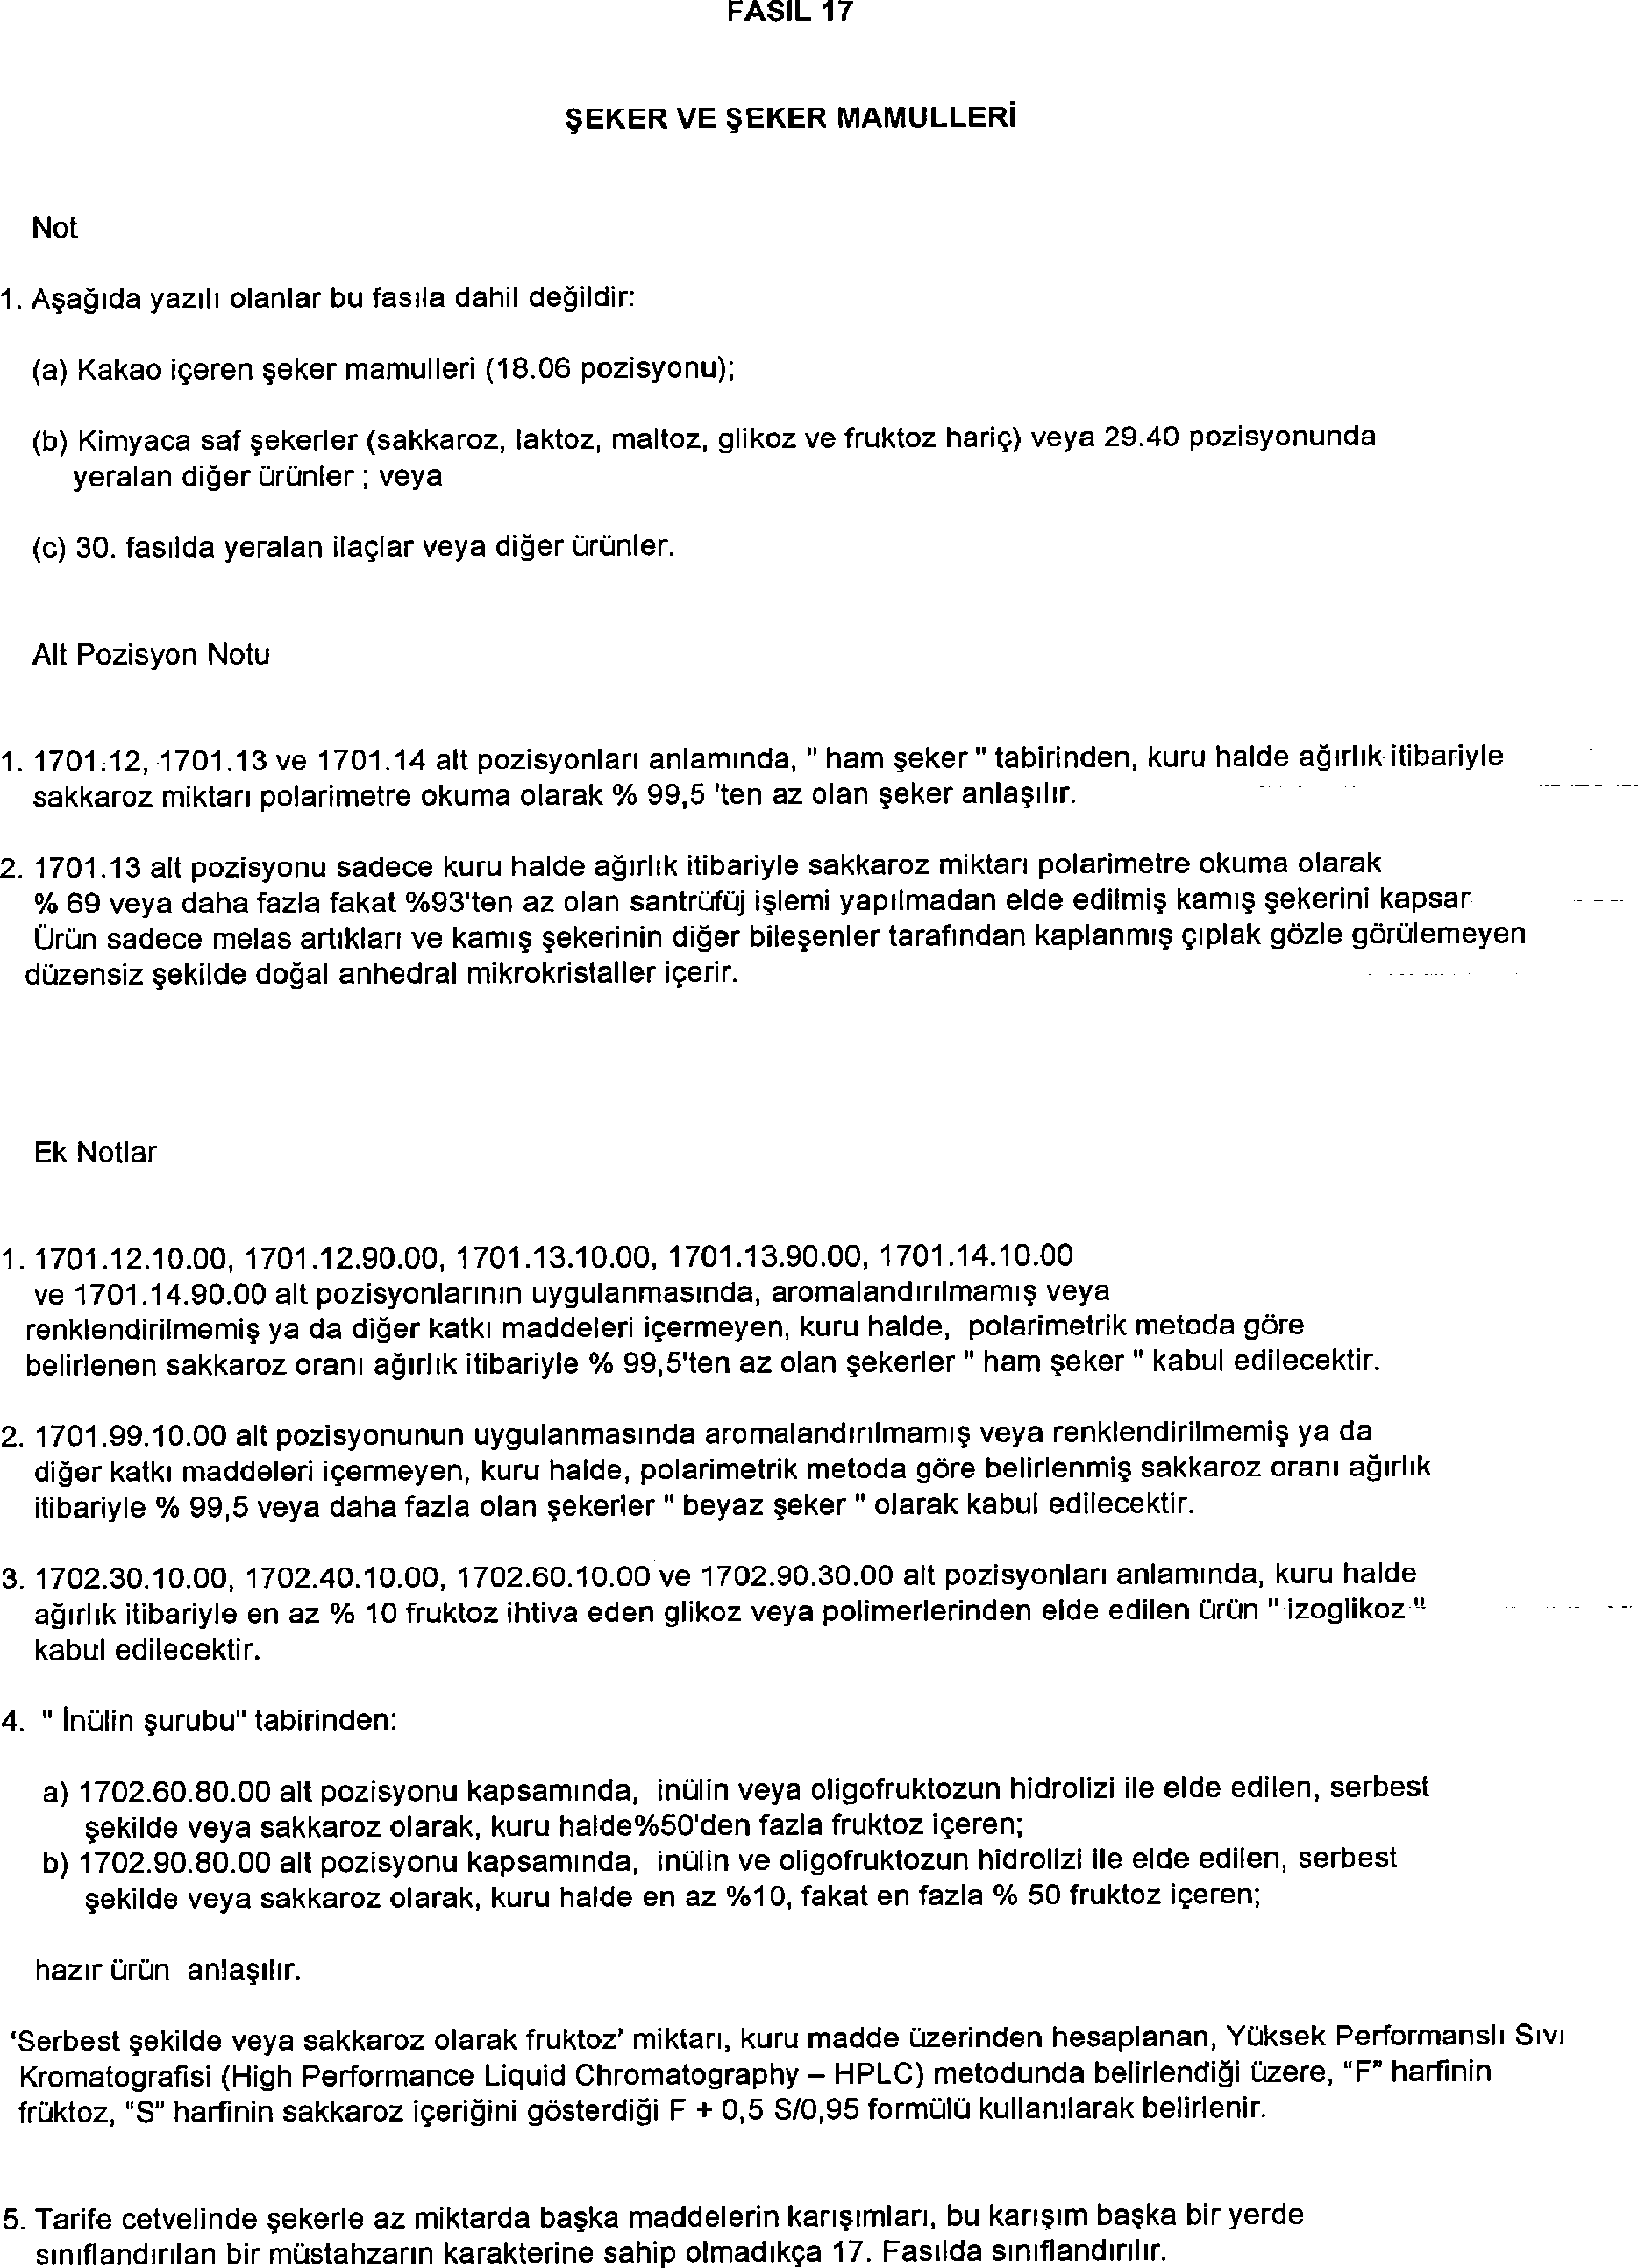 FASIL 17
ŞEKER VE ŞEKER MAMULLERİ
Not
1. Aşağıda yazılı olanlar bu fasıla dahil değildir:
(a) Kakao içeren şeker mamulleri (18.06 pozisyonu);
(b) Kimyaca saf şekerler (sakkaroz, laktoz, maltoz, glikoz ve fruktoz hariç) veya 29.40 pozisyonunda
yeralan diğer ürünler ; veya
(c) 30. fasılda yeralan ilaçlar veya diğer ürünler.
Alt Pozisyon Notu
1. 1701.12, 1701.13 ve 1701.14 alt pozisyonları anlamında, " ham şeker " tabirinden, kuru halde ağırlık itibariyle
sakkaroz miktarı polarimetre okuma olarak % 99,5 'ten az olan şeker anlaşılır.
2. 1701.13 alt pozisyonu sadece kuru halde ağırlık itibariyle sakkaroz miktarı polarimetre okuma olarak
% 69 veya daha fazla fakat %93'ten az olan santrüfüj işlemi yapılmadan elde edilmiş kamış şekerini kapsar
Ürün sadece melas artıkları ve kamış şekerinin diğer bileşenler tarafından kaplanmış çıplak gözle görülemeyen
düzensiz şekilde doğal anhedral mikrokristaller içerir.
Ek Notlar
1. 1701.12.10.00, 1701.12.90.00, 1701.13.10.00, 1701.13.90.00, 1701.14.10.00
ve 1701.14.90.00 alt pozisyonlarının uygulanmasında, aromalandırılmamış veya
renklendirilmemiş ya da diğer katkı maddeleri içermeyen, kuru halde, polarimetrik metoda göre
belirlenen sakkaroz oranı ağırlık itibariyle % 99,5'ten az olan şekerler " ham şeker " kabul edilecektir.
2. 1701.99.10.00 alt pozisyonunun uygulanmasında aromalandırılmamış veya renklendirilmemiş ya da
diğer katkı maddeleri içermeyen, kuru halde, polarimetrik metoda göre belirlenmiş sakkaroz oranı ağırlık
itibariyle % 99,5 veya daha fazla olan şekerler " beyaz şeker " olarak kabul edilecektir.
3. 1702.30.10.00, 1702.40.10.00, 1702.60.10.00 ve 1702.90.30.00 alt pozisyonları anlamında, kuru halde
ağırlık itibariyle en az % 10 fruktoz ihtiva eden glikoz veya polimerlerinden elde edilen ürün " izoglikoz "
kabul edilecektir.
4. " İnülin şurubu" tabirinden:
a) 1702.60.80.00 alt pozisyonu kapsamında, inülin veya oligofruktozun hidrolizi ile elde edilen, serbest
şekilde veya sakkaroz olarak, kuru halde%50'den fazla fruktoz içeren;
b) 1702.90.80.00 alt pozisyonu kapsamında, inülin ve oligofruktozun hidrolizi ile elde edilen, serbest
şekilde veya sakkaroz olarak, kuru halde en az %10, fakat en fazla % 50 fruktoz içeren;
hazır ürün anlaşılır.
‘Serbest şekilde veya sakkaroz olarak fruktoz’ miktarı, kuru madde üzerinden hesaplanan, Yüksek Performanslı Sıvı
Kromatografisi (High Performance Liquid Chromatography – HPLC) metodunda belirlendiği üzere, “F” harfinin
früktoz, "S" harfinin sakkaroz içeriğini gösterdiği F + 0,5 S/0,95 formülü kullanılarak belirlenir.
5. Tarife cetvelinde şekerle az miktarda başka maddelerin karışımları, bu karışım başka bir yerde
sınıflandırılan bir müstahzarın karakterine sahip olmadıkça 17. Fasılda sınıflandırılır.